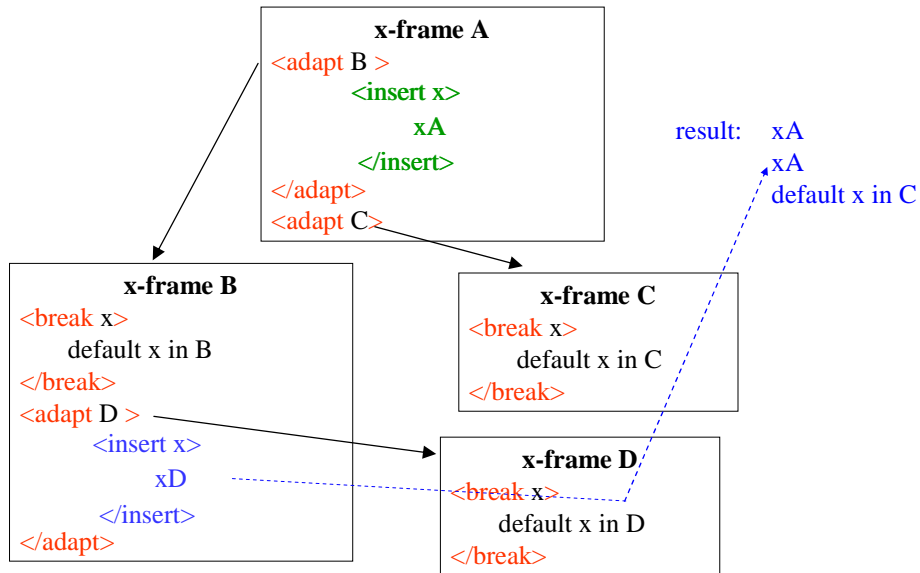 x-frame A
<adapt B >
<insert x>
xA
</insert>
</adapt>
<adapt C>
result: xA
xA
default x in C
x-frame B
<break x>
default x in B
</break>
<adapt D >
<insert x>
xD
</insert>
</adapt>
x-frame C
<break x>
default x in C
</break>
x-frame D
<break x>
default x in D
</break>